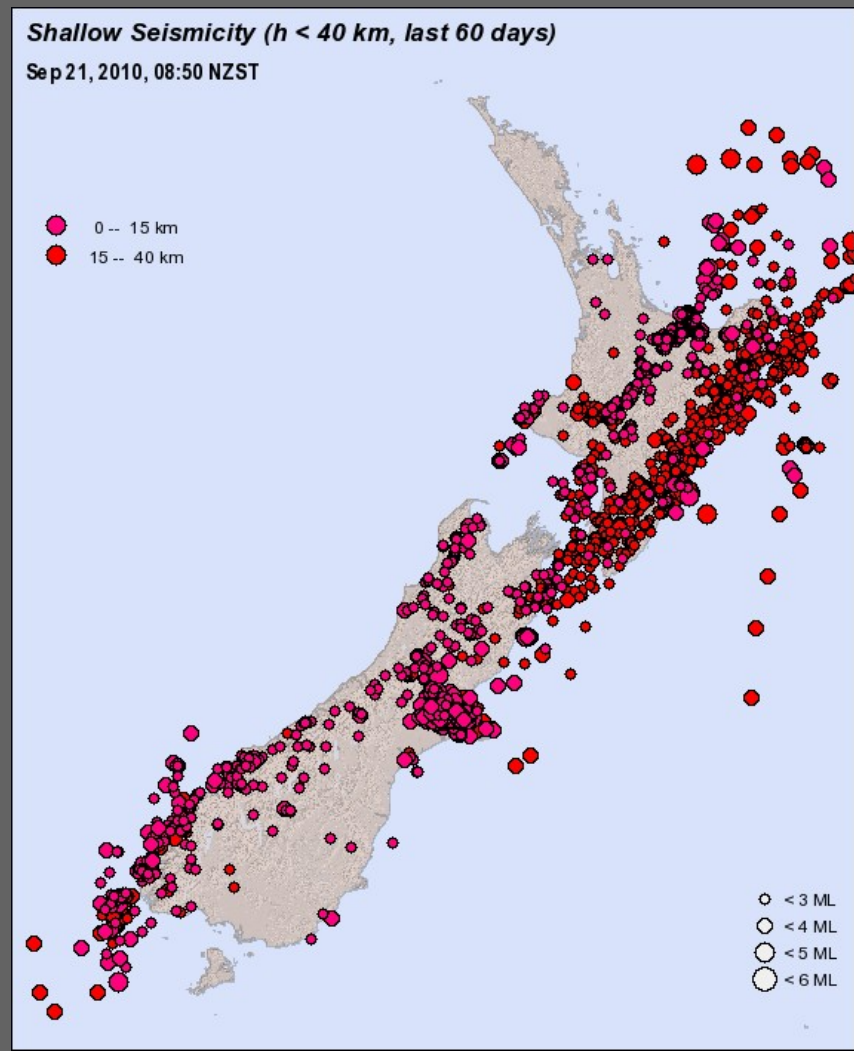 Shallow Seismicity (h < 40 km, last 60 days)
Sep 21, 2010, 08:50 NZST
0 -- 15 km
15 -- 40 km
< 3 ML
< 4 ML
< 5 ML
< 6 ML